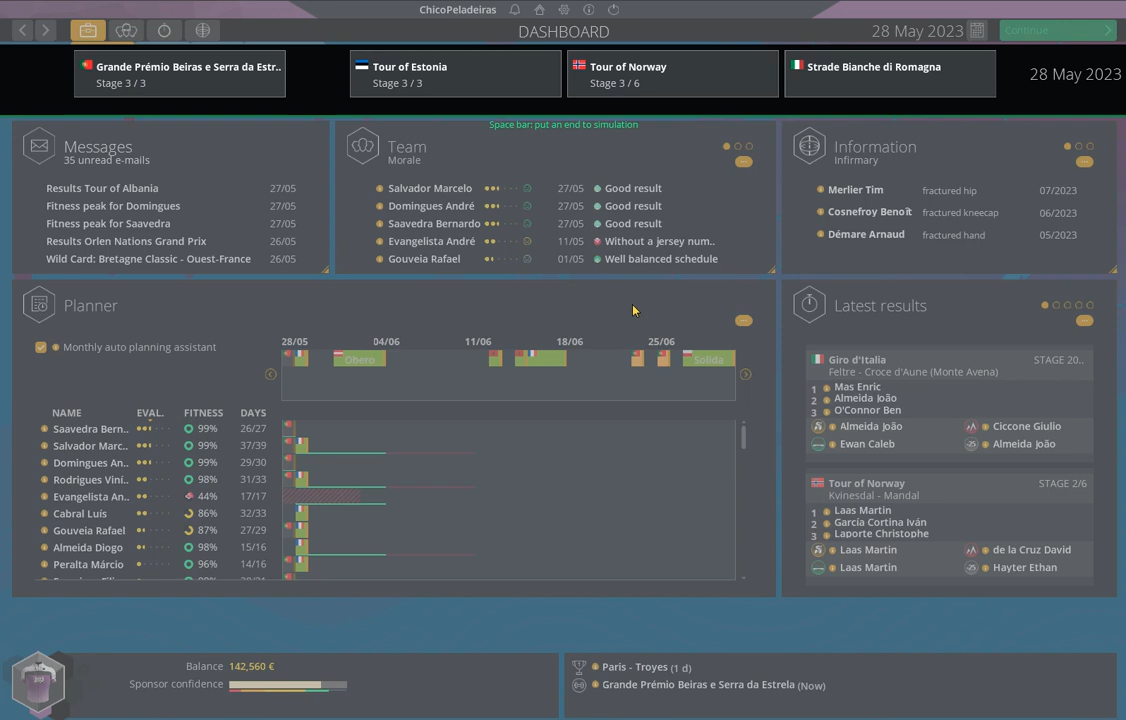 ChicoPeladeiras
DASHBOARD
28 May 2023
Continue
Grande Prémio Beiras e Serra da Estr..
Stage 3 / 3
Tour of Estonia
Stage 3 / 3
Tour of Norway
Stage 3 / 6
Strade Bianche di Romagna
28 May 2023
Space bar: put an end to simulation
Messages
35 unread e-mails
Results Tour of Albania 27/05
Fitness peak for Domingues 27/05
Fitness peak for Saavedra 27/05
Results Orlen Nations Grand Prix 26/05
Wild Card: Bretagne Classic - Ouest-France 26/05
Team
Morale
Salvador Marcelo 27/05 Good result
Domingues André 27/05 Good result
Saavedra Bernardo 27/05 Good result
Evangelista André 11/05 Without a jersey num..
Gouveia Rafael 01/05 Well balanced schedule
Information
Infirmary
Merlier Tim fractured hip 07/2023
Cosnefroy Benoît fractured kneecap 06/2023
Démare Arnaud fractured hand 05/2023
Planner
Monthly auto planning assistant
28/05 04/06 11/06 18/06 25/06
Obero Solida
NAME EVAL. FITNESS DAYS
Saavedra Bern.. 99% 26/27
Salvador Marc.. 99% 37/39
Domingues An.. 99% 29/30
Rodrigues Viní.. 98% 31/33
Evangelista An.. 44% 17/17
Cabral Luís 86% 32/33
Gouveia Rafael 87% 27/29
Almeida Diogo 98% 15/16
Peralta Márcio 96% 14/16
Latest results
Giro d'Italia STAGE 20..
Feltre - Croce d'Aune (Monte Avena)
1 Mas Enric
2 Almeida João
3 O'Connor Ben
Almeida João Ciccone Giulio
Ewan Caleb -25 Almeida João
Tour of Norway STAGE 2/6
Kvinesdal - Mandal
1 Laas Martin
2 García Cortina Iván
3 Laporte Christophe
Laas Martin de la Cruz David
Laas Martin -25 Hayter Ethan
Balance 142,560 €
Sponsor confidence
Paris - Troyes (1 d)
Grande Prémio Beiras e Serra da Estrela (Now)